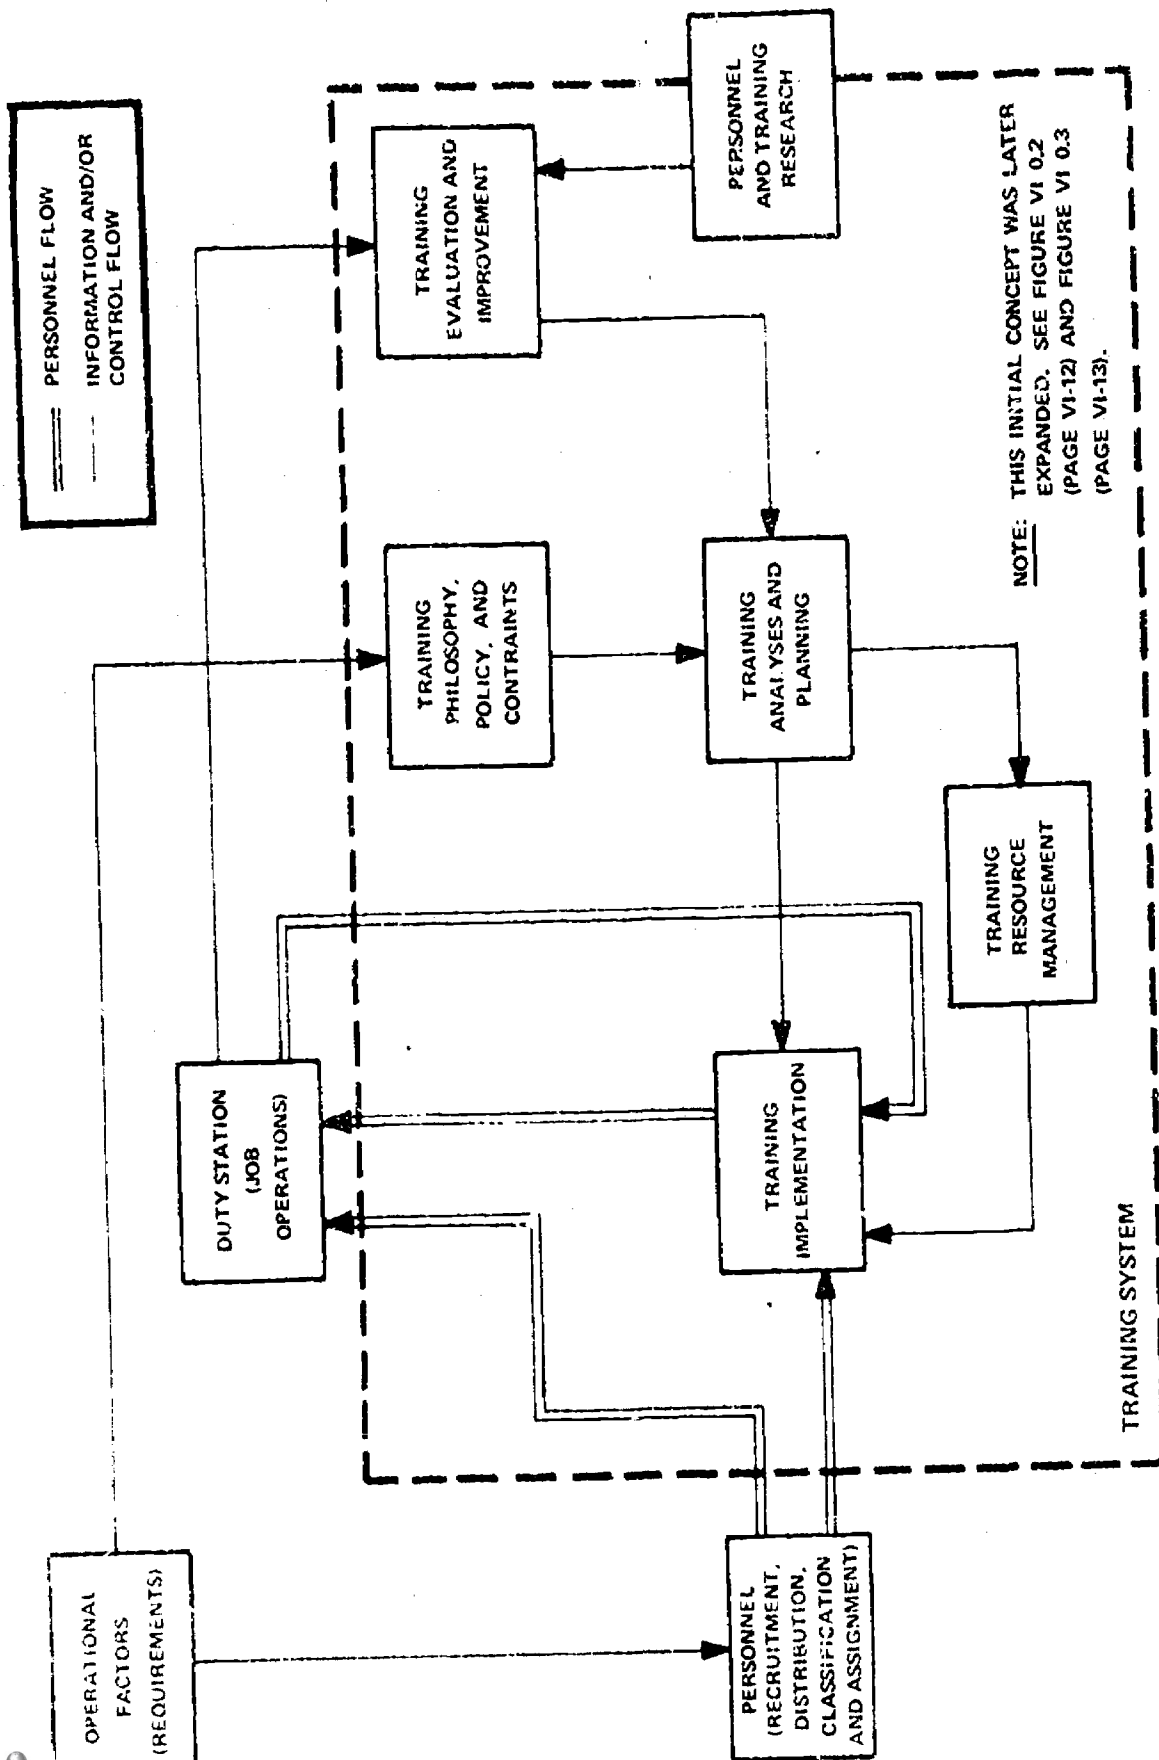 PERSONNEL FLOW
INFORMATION AND/OR
CONTROL FLOW
OPERATIONAL
FACTORS
(REQUIREMENTS)
DUTY STATION
(JOB
OPERATIONS)
TRAINING
PHILOSOPHY,
POLICY, AND
CONTRAINTS
TRAINING
EVALUATION AND
IMPROVEMENT
PERSONNEL
(RECRUITMENT,
DISTRIBUTION,
CLASSIFICATION
AND ASSIGNMENT)
TRAINING
IMPLEMENTATION
TRAINING
ANALYSES AND
PLANNING
PERSONNEL
AND TRAINING
RESEARCH
TRAINING
RESOURCE
MANAGEMENT
NOTE: THIS INITIAL CONCEPT WAS LATER
EXPANDED. SEE FIGURE VI 0.2
(PAGE VI-12) AND FIGURE VI 0.3
(PAGE VI-13).
TRAINING SYSTEM